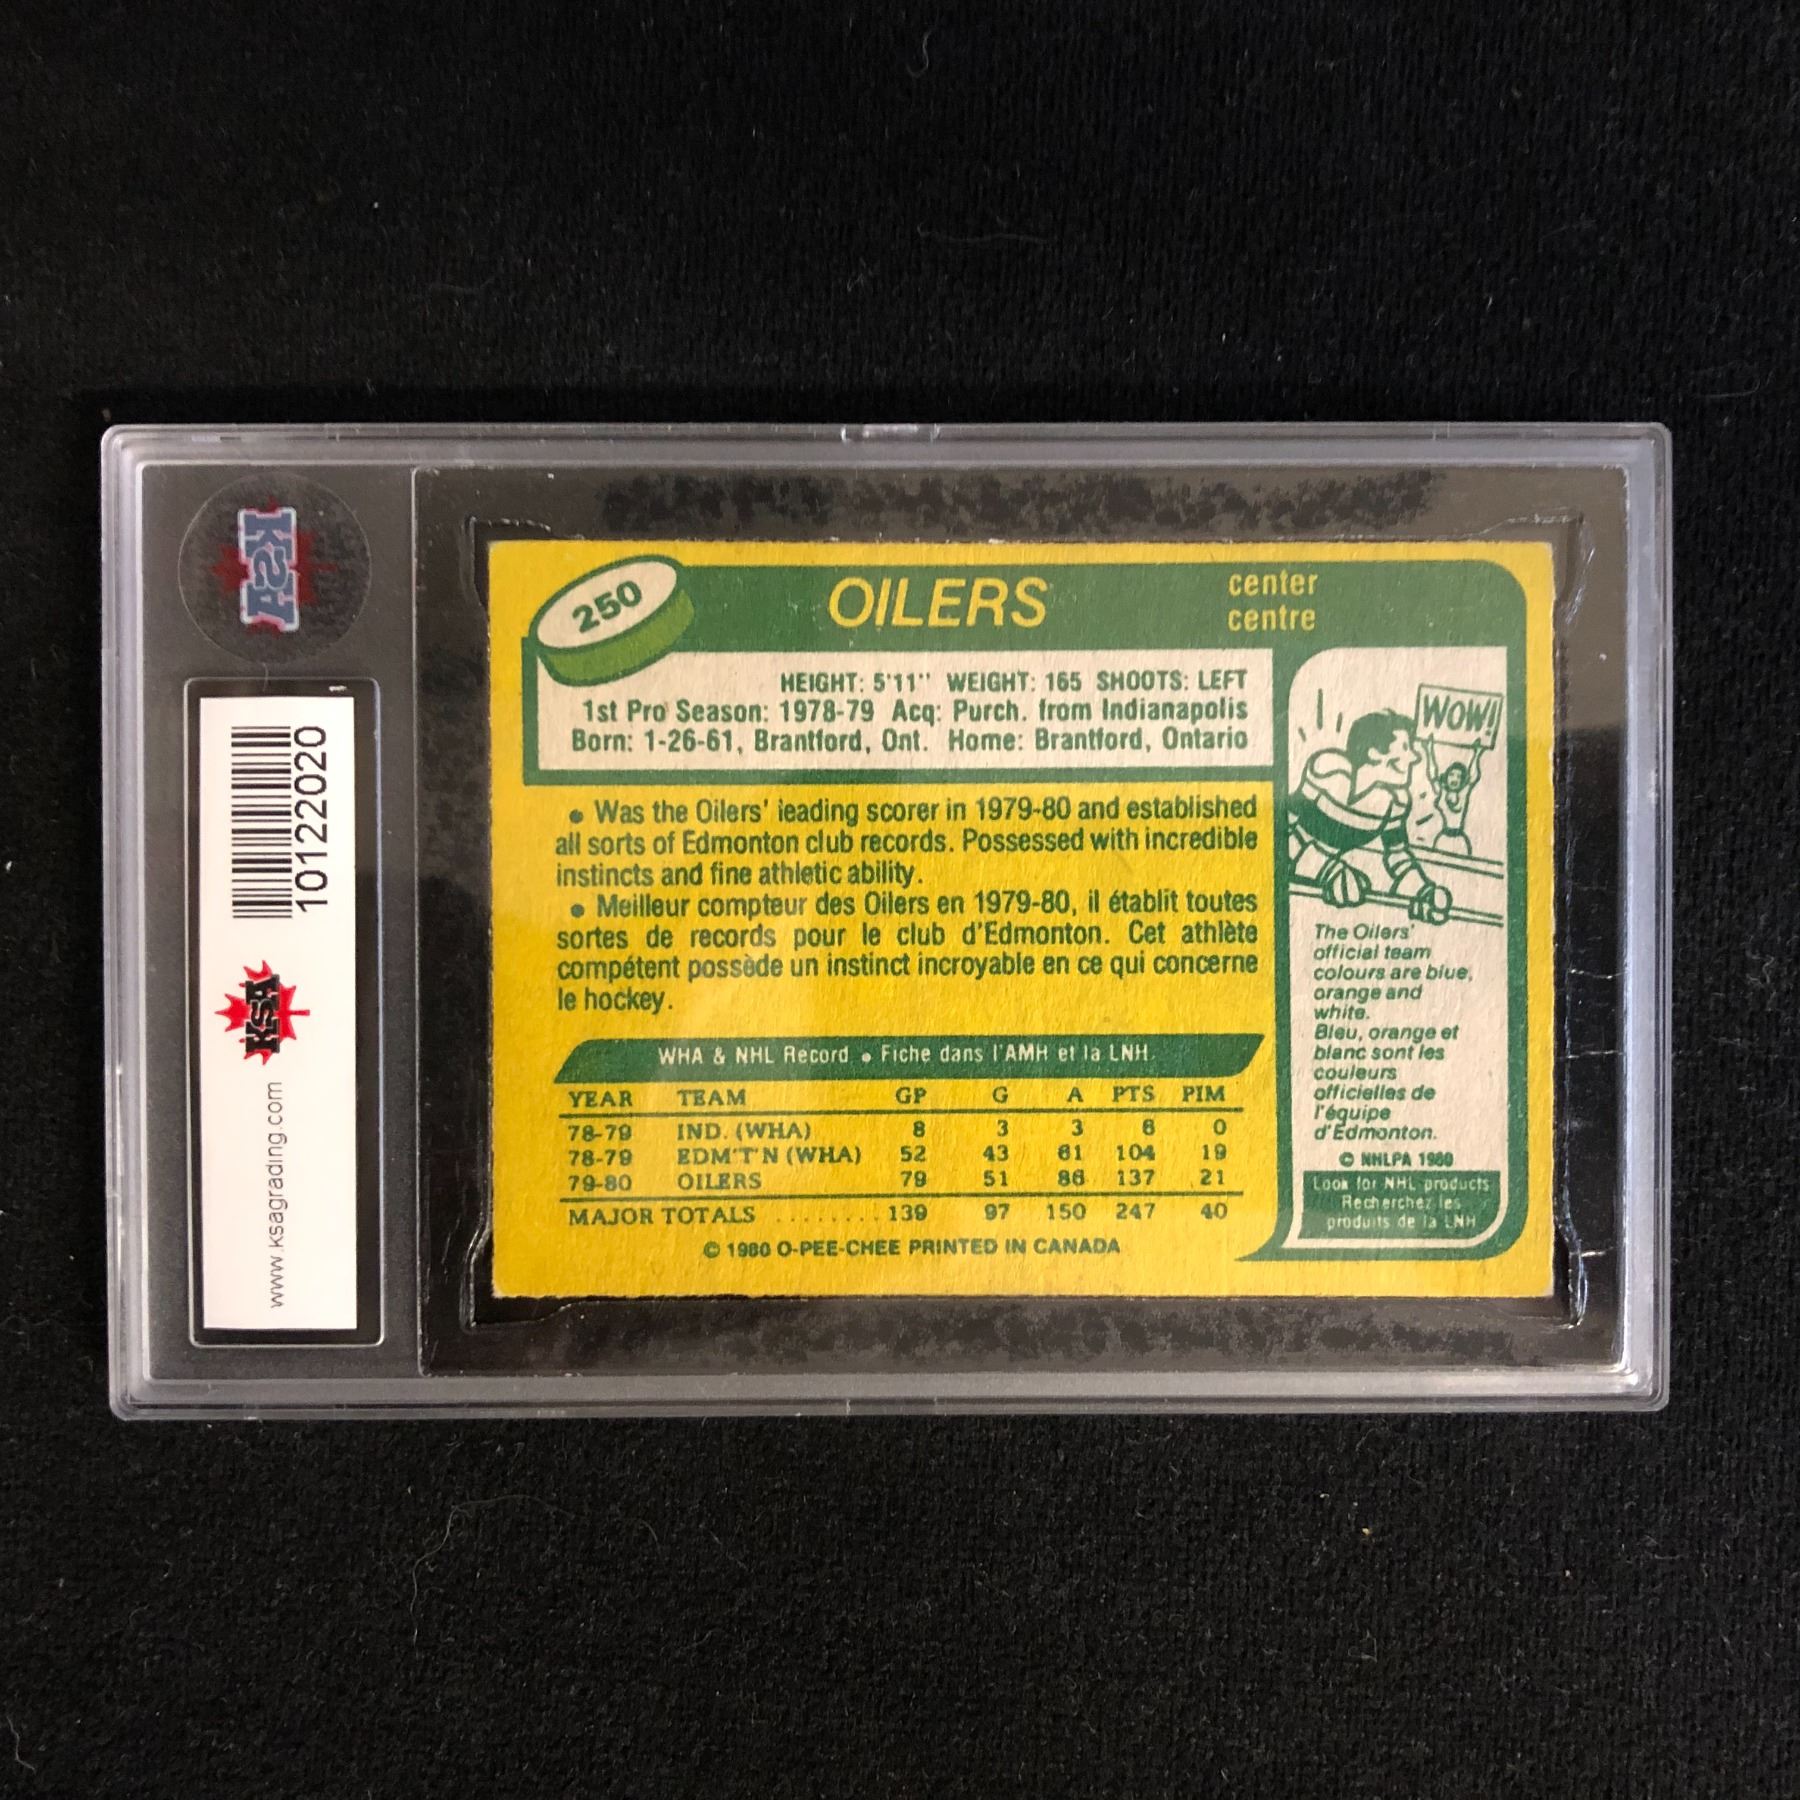 250
OILERS
center
centre
HEIGHT: 5'11" WEIGHT: 165 SHOOTS: LEFT
1st Pro Season: 1978-79 Acq: Purch. from Indianapolis
Born: 1-26-61, Brantford, Ont. Home: Brantford, Ontario
• Was the Oilers' leading scorer in 1979-80 and established
all sorts of Edmonton club records. Possessed with incredible
instincts and fine athletic ability.
• Meilleur compteur des Oilers en 1979-80, il établit toutes
sortes de records pour le club d'Edmonton. Cet athlète
compétent possède un instinct incroyable en ce qui concerne
le hockey.
WHA & NHL Record • Fiche dans l'AMH et la LNH.
YEAR TEAM GP G A PTS PIM
78-79 IND. (WHA) 8 3 3 6 0
78-79 EDM'T'N (WHA) 52 43 61 104 19
79-80 OILERS 79 51 86 137 21
MAJOR TOTALS ........ 139 97 150 247 40
© 1980 O-PEE-CHEE PRINTED IN CANADA
WOW!
The Oilers'
official team
colours are blue,
orange and
white.
Bleu, orange et
blanc sont les
couleurs
officielles de
l'équipe
d'Edmonton.
© NHLPA 1980
Look for NHL products
Recherchez les
produits de la LNH
KSA
10122020
KSA
www.ksagrading.com